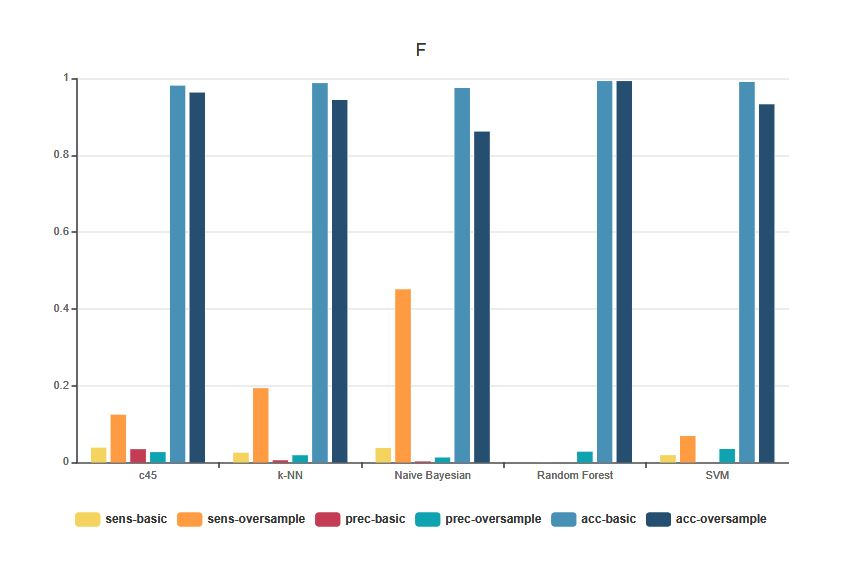 F
1
0.8
0.6
0.4
0.2
0
c45 k-NN Naive Bayesian Random Forest SVM
sens-basic sens-oversample prec-basic prec-oversample acc-basic acc-oversample